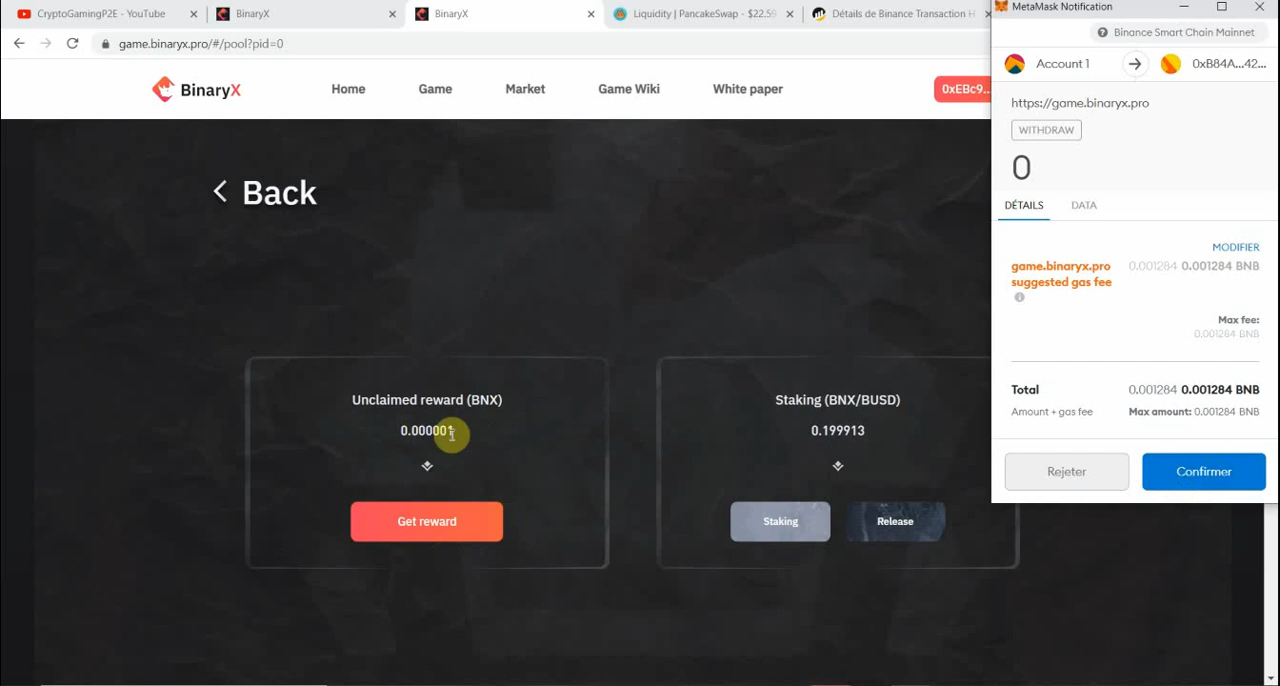 CryptoGamingP2E - YouTube
BinaryX
BinaryX
Liquidity | PancakeSwap - $22.59
Détails de Binance Transaction H
game.binaryx.pro/#/pool?pid=0
BinaryX
Home
Game
Market
Game Wiki
White paper
0xEBc9...
Back
Unclaimed reward (BNX)
0.000001
Get reward
Staking (BNX/BUSD)
0.199913
Staking
Release
MetaMask Notification
Binance Smart Chain Mainnet
Account 1
0xB84A...42...
https://game.binaryx.pro
WITHDRAW
0
DÉTAILS
DATA
MODIFIER
game.binaryx.pro 0.001284 0.001284 BNB
suggested gas fee
Max fee:
0.001284 BNB
Total 0.001284 0.001284 BNB
Amount + gas fee Max amount: 0.001284 BNB
Rejeter
Confirmer